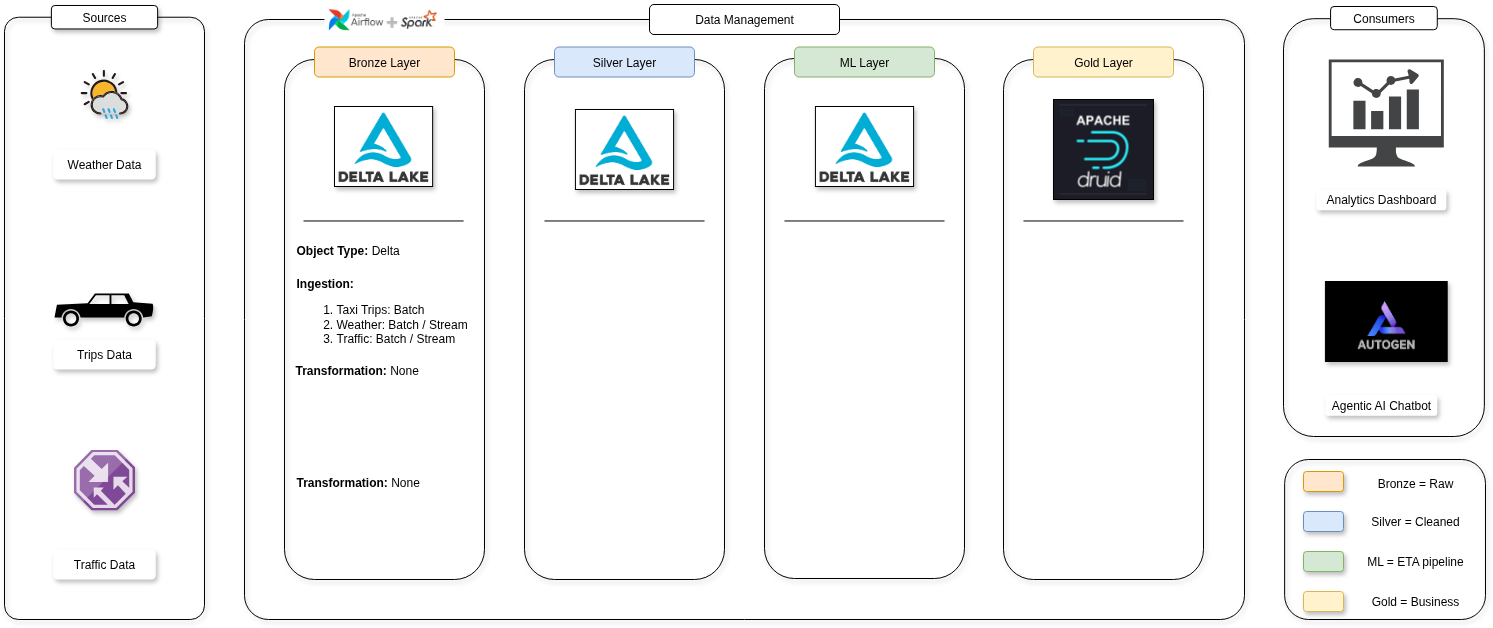 Sources
Weather Data
Trips Data
Traffic Data
Apache
Airflow
+
Spark
Data Management
Bronze Layer
DELTA LAKE
Object Type: Delta
Ingestion:
1. Taxi Trips: Batch
2. Weather: Batch / Stream
3. Traffic: Batch / Stream
Transformation: None
Transformation: None
Silver Layer
DELTA LAKE
ML Layer
DELTA LAKE
Gold Layer
APACHE
druid
Consumers
Analytics Dashboard
AUTOGEN
Agentic AI Chatbot
Bronze = Raw
Silver = Cleaned
ML = ETA pipeline
Gold = Business